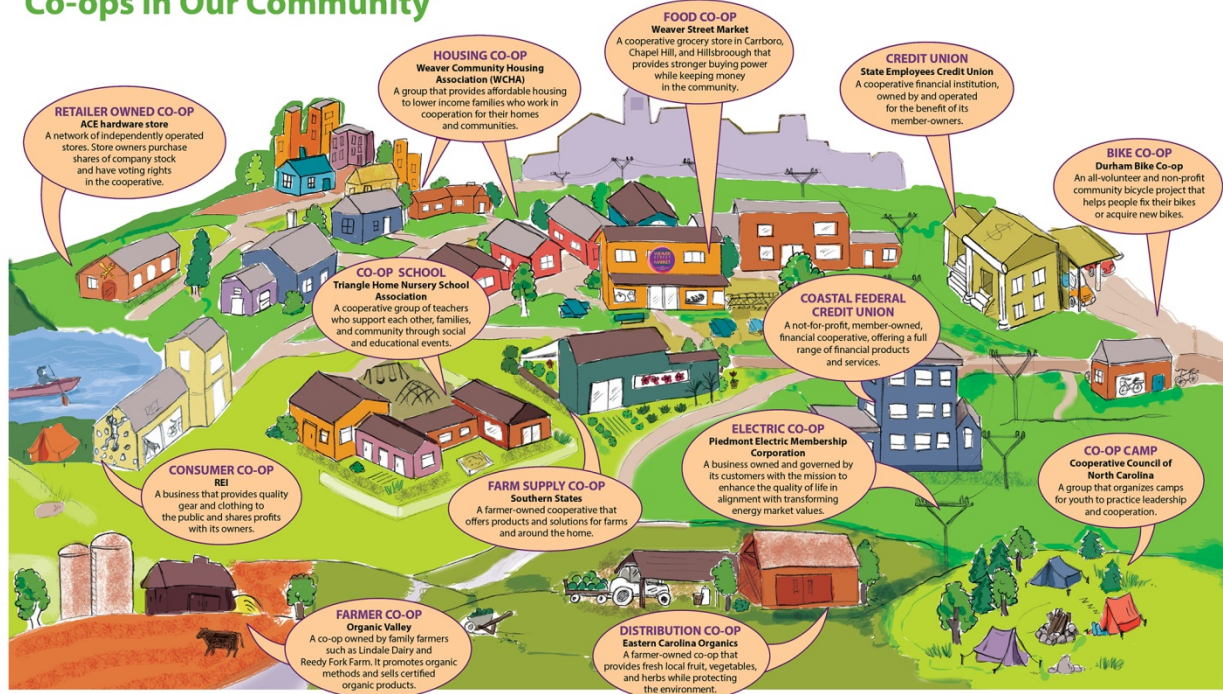 Co-ops in Our Community
FOOD CO-OP
Weaver Street Market
A cooperative grocery store in Carrboro,
Chapel Hill, and Hillsbroough that
provides stronger buying power
while keeping money
in the community.
HOUSING CO-OP
Weaver Community Housing
Association (WCHA)
A group that provides affordable housing
to lower income families who work in
cooperation for their homes
and communities.
CREDIT UNION
State Employees Credit Union
A cooperative financial institution,
owned by and operated
for the benefit of its
member-owners.
RETAILER OWNED CO-OP
ACE hardware store
A network of independently operated
stores. Store owners purchase
shares of company stock
and have voting rights
in the cooperative.
BIKE CO-OP
Durham Bike Co-op
An all-volunteer and non-profit
community bicycle project that
helps people fix their bikes
or acquire new bikes.
WEAVER
STREET
MARKET
$
CO-OP SCHOOL
Triangle Home Nursery School
Association
A cooperative group of teachers
who support each other, families,
and community through social
and educational events.
COASTAL FEDERAL
CREDIT UNION
A not-for-profit, member-owned,
financial cooperative, offering a full
range of financial products
and services.
REI
CONSUMER CO-OP
REI
A business that provides quality
gear and clothing to
the public and shares profits
with its owners.
FARM SUPPLY CO-OP
Southern States
A farmer-owned cooperative that
offers products and solutions for farms
and around the home.
ELECTRIC CO-OP
Piedmont Electric Membership
Corporation
A business owned and governed by
its customers with the mission to
enhance the quality of life in
alignment with transforming
energy market values.
CO-OP CAMP
Cooperative Council of
North Carolina
A group that organizes camps
for youth to practice leadership
and cooperation.
FARMER CO-OP
Organic Valley
A co-op owned by family farmers
such as Lindale Dairy and
Reedy Fork Farm. It promotes organic
methods and sells certified
organic products.
DISTRIBUTION CO-OP
Eastern Carolina Organics
A farmer-owned co-op that
provides fresh local fruit, vegetables,
and herbs while protecting
the environment.